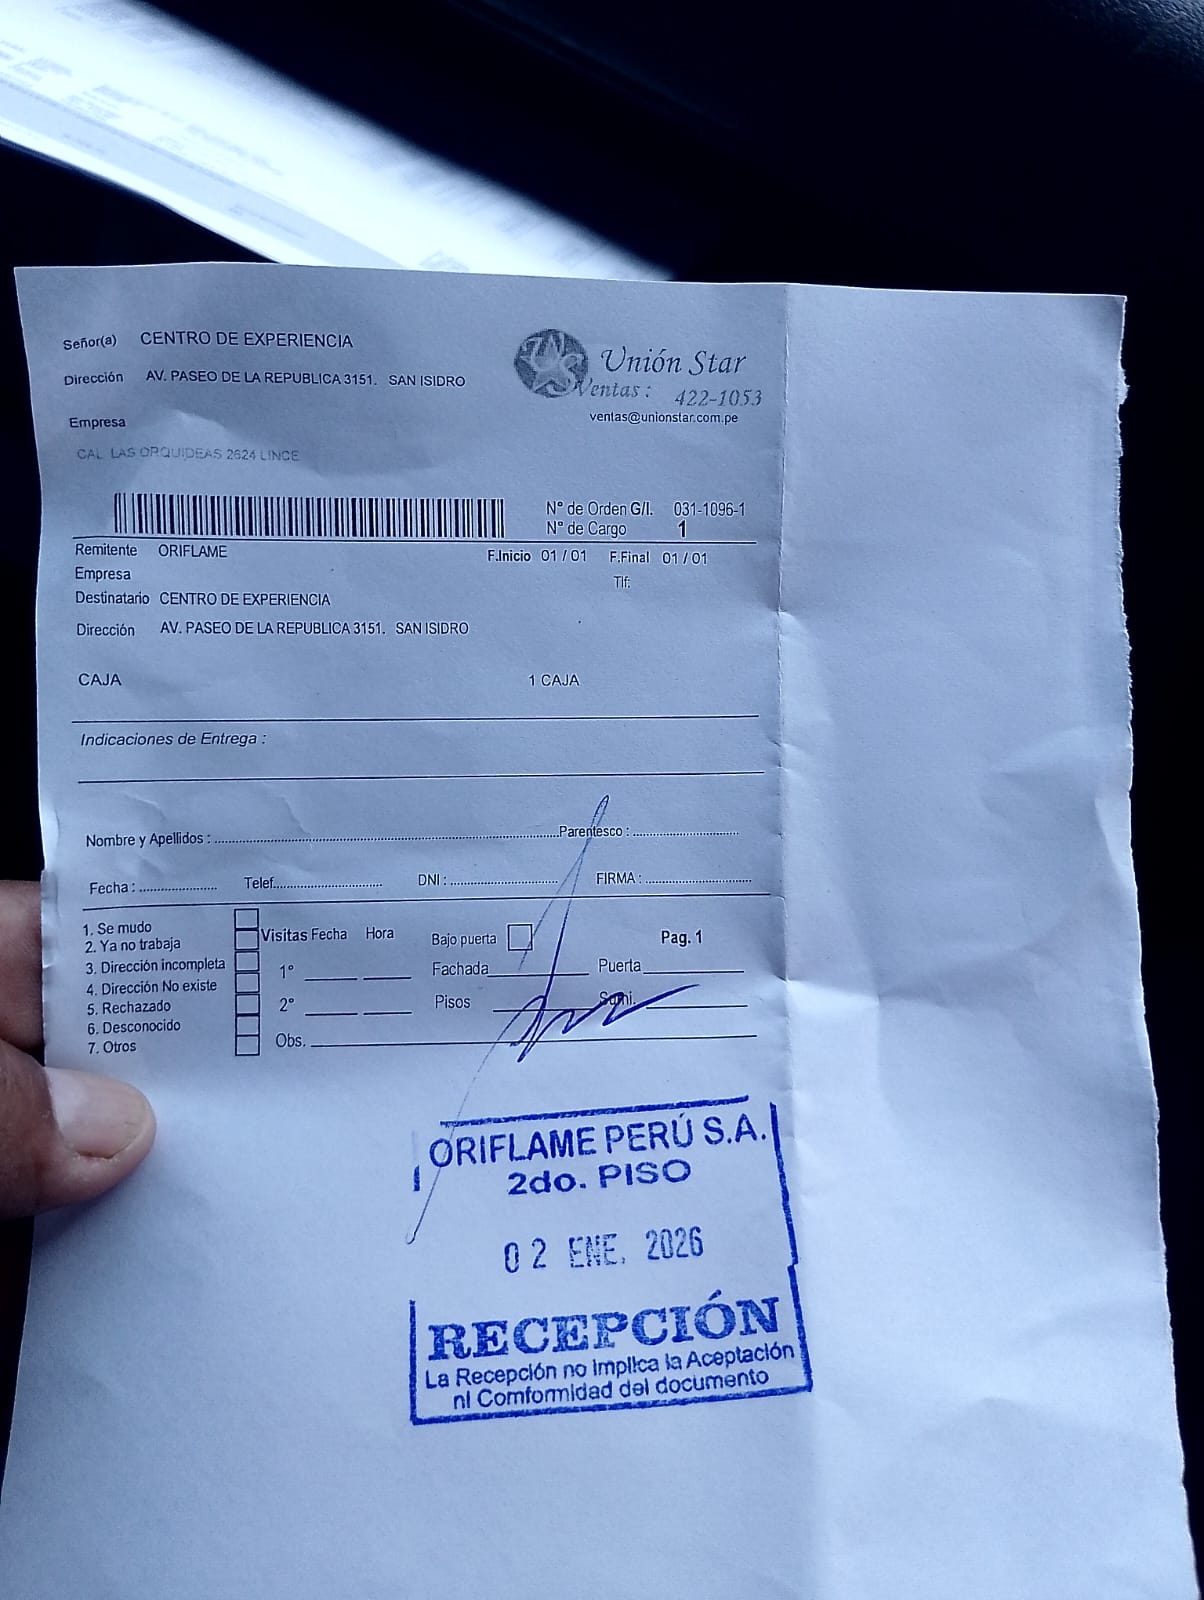 Señor(a) CENTRO DE EXPERIENCIA
Dirección AV. PASEO DE LA REPUBLICA 3151. SAN ISIDRO
Empresa
CAL LAS ORQUIDEAS 2624 LINCE
Unión Star
Ventas : 422-1053
ventas@unionstar.com.pe
N° de Orden G/I. 031-1096-1
N° de Cargo 1
Remitente ORIFLAME F.Inicio 01 / 01 F.Final 01 / 01
Empresa Tlf:
Destinatario CENTRO DE EXPERIENCIA
Dirección AV. PASEO DE LA REPUBLICA 3151. SAN ISIDRO
CAJA 1 CAJA
Indicaciones de Entrega :
Nombre y Apellidos : Parentesco :
Fecha : Telef. DNI : FIRMA :
1. Se mudo
2. Ya no trabaja
3. Dirección incompleta
4. Dirección No existe
5. Rechazado
6. Desconocido
7. Otros
Visitas Fecha Hora Bajo puerta Pag. 1
1° Fachada Puerta
2° Pisos Sumi.
Obs.
ORIFLAME PERÚ S.A.
2do. PISO
02 ENE. 2026
RECEPCIÓN
La Recepción no implica la Aceptación
ni Comformidad del documento